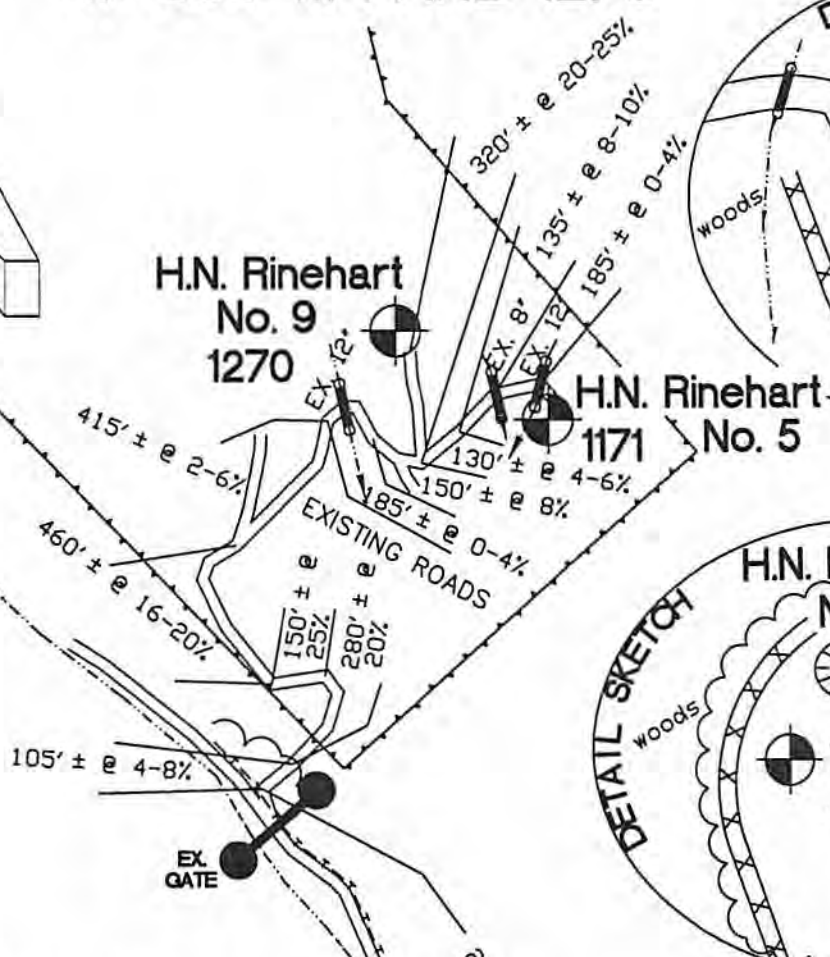 320' ± @ 20-25%
135' ± @ 8-10%
185' ± @ 0-4%
woods
H.N. Rinehart
No. 9
1270
EX. 12"
EX. 8"
EX. 12"
H.N. Rinehart
No. 5
1171
415' ± @ 2-6%
130' ± @ 4-6%
150' ± @ 8%
185' ± @ 0-4%
EXISTING ROADS
460' ± @ 16-20%
150' ± @
25%
280' ± @
20%
H.N.
DETAIL SKETCH
woods
105' ± @ 4-8%
EX.
GATE